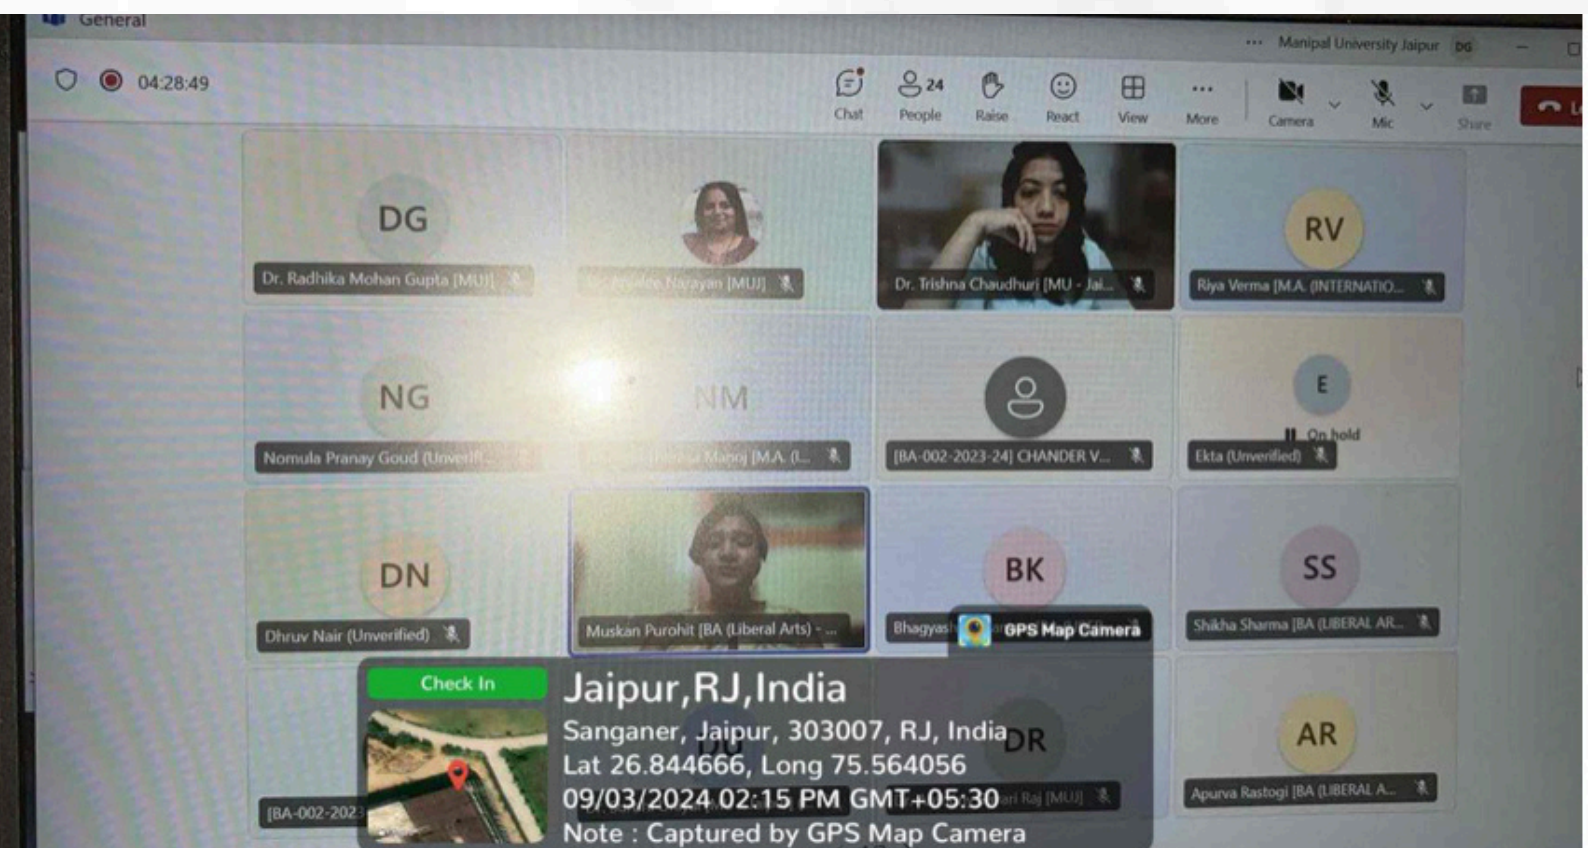 General
Manipal University Jaipur DG
04:28:49
24
Chat People Raise React View More Camera Mic Share
DG
Dr. Radhika Mohan Gupta [MUJ]
Narayan [MUJ]
Dr. Trishna Chaudhuri [MU - Jai...
RV
Riya Verma [M.A. (INTERNATIO...
NG
Nomula Pranay Goud (Unverifi...
NM
Manoj [M.A. (I...
[BA-002-2023-24] CHANDER V...
E
On hold
Ekta (Unverified)
DN
Dhruv Nair (Unverified)
Muskan Purohit [BA (Liberal Arts) - ...
BK
Bhagyash
SS
Shikha Sharma [BA (LIBERAL AR...
GPS Map Camera
[BA-002-2023
DG
DR
Raj [MUJ]
AR
Apurva Rastogi [BA (LIBERAL A...
Check In
Jaipur,RJ,India
Sanganer, Jaipur, 303007, RJ, India
Lat 26.844666, Long 75.564056
09/03/2024 02:15 PM GMT+05:30
Note : Captured by GPS Map Camera